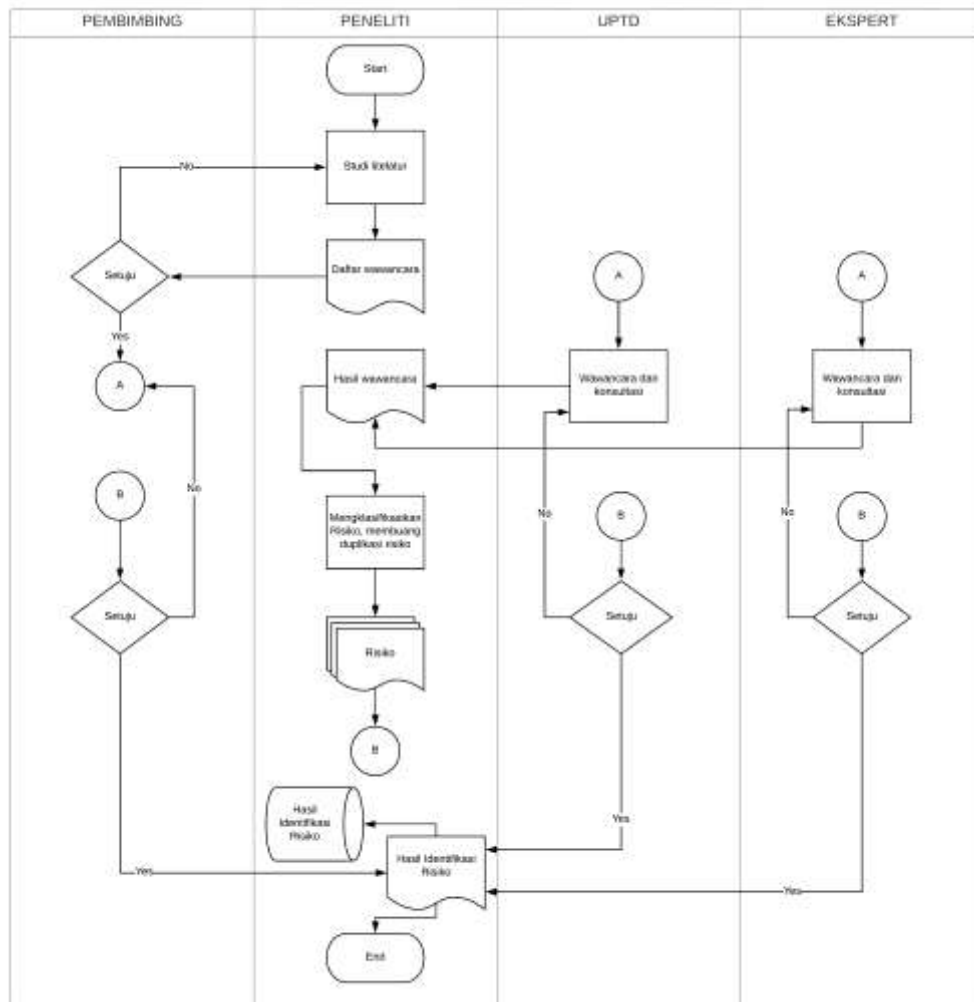 PEMBIMBING
PENELITI
UPTD
EKSPERT
Start
No
Studi litelatur
Setuju
Daftar wawancara
A
A
Yes
A
Hasil wawancara
Wawancara dan
konsultasi
Wawancara dan
konsultasi
B
No
Mengklasifikasikan
Risiko, membuang
duplikasi risiko
No
B
No
B
Setuju
Setuju
Setuju
Risiko
B
Hasil
Identifikasi
Risiko
Yes
Hasil Identifikasi
Risiko
Yes
Yes
End